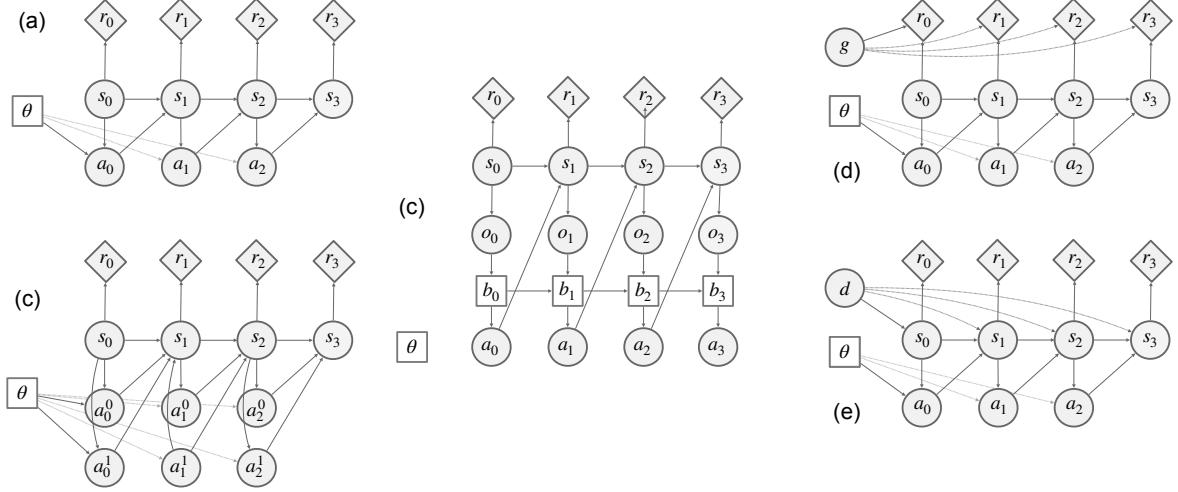 (a)
r0 r1 r2 r3
s0 s1 s2 s3
θ
a0 a1 a2
(c)
r0 r1 r2 r3
s0 s1 s2 s3
θ
a⁰₀ a⁰₁ a⁰₂
a¹₀ a¹₁ a¹₂
(c)
r0 r1 r2 r3
s0 s1 s2 s3
o0 o1 o2 o3
b0 b1 b2 b3
θ
a0 a1 a2 a3
(d)
r0 r1 r2 r3
g
s0 s1 s2 s3
θ
a0 a1 a2
(e)
r0 r1 r2 r3
d
s0 s1 s2 s3
θ
a0 a1 a2